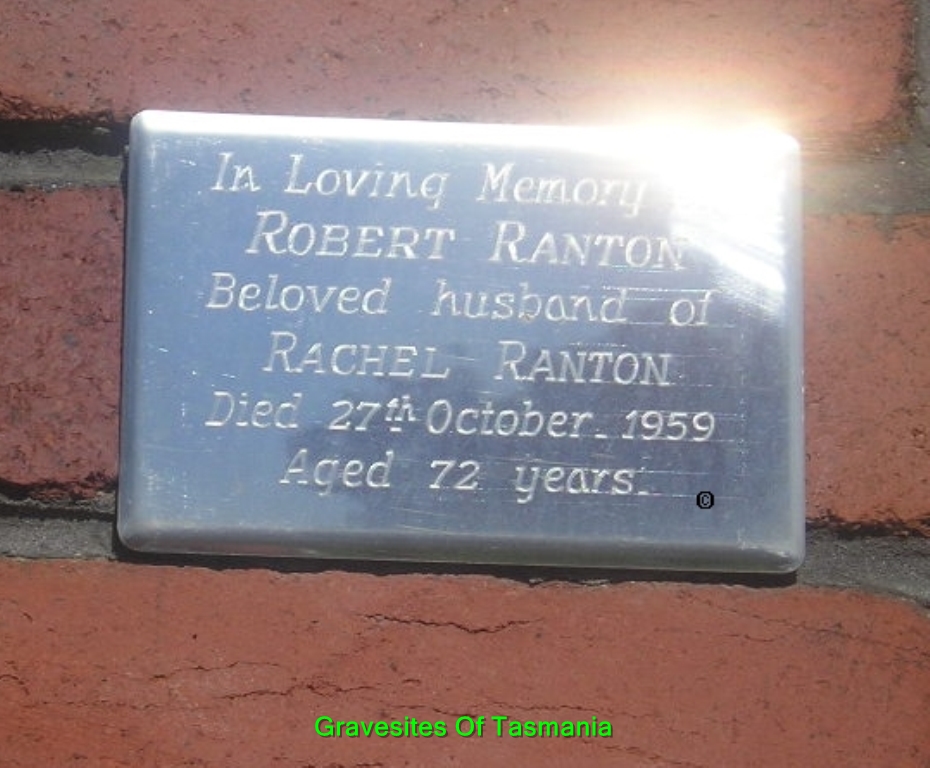 In Loving Memory
ROBERT RANTON
Beloved husband of
RACHEL RANTON
Died 27th October. 1959
Aged 72 years.
©
Gravesites Of Tasmania